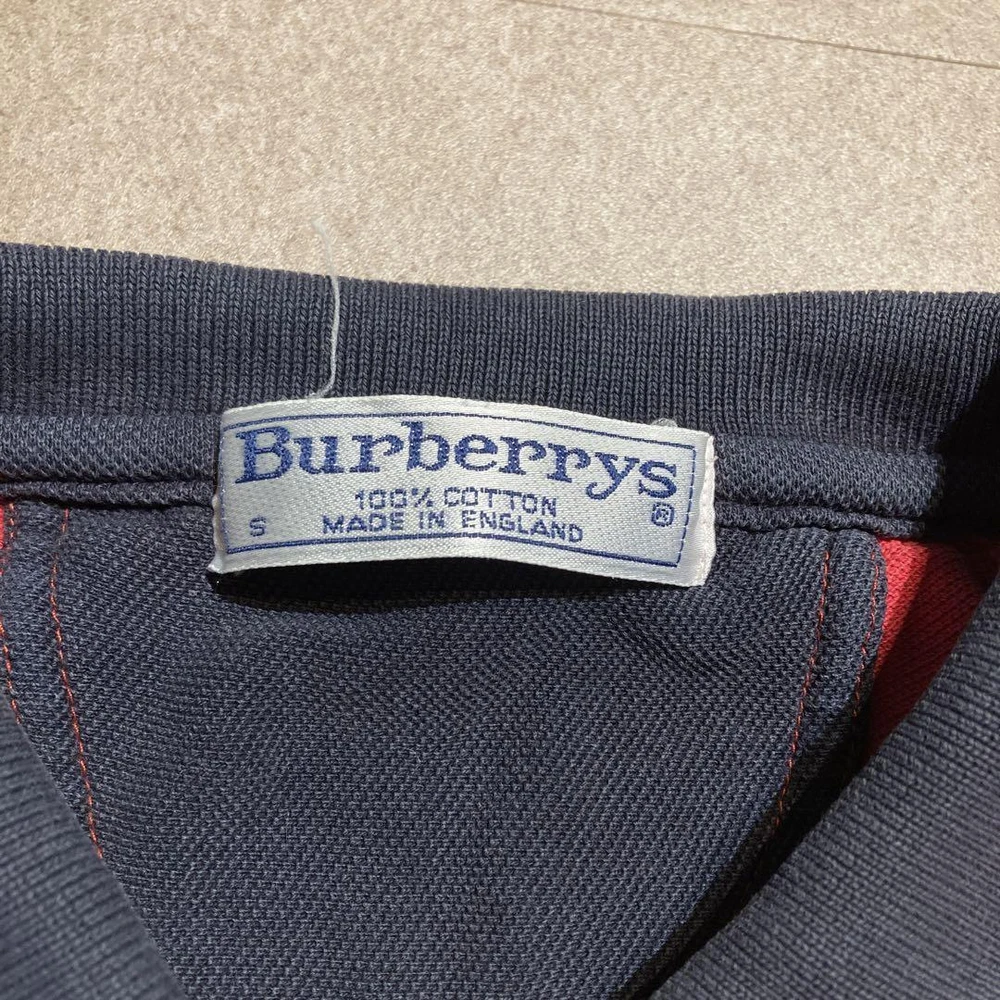 Burberrys
100% COTTON
S MADE IN ENGLAND ®